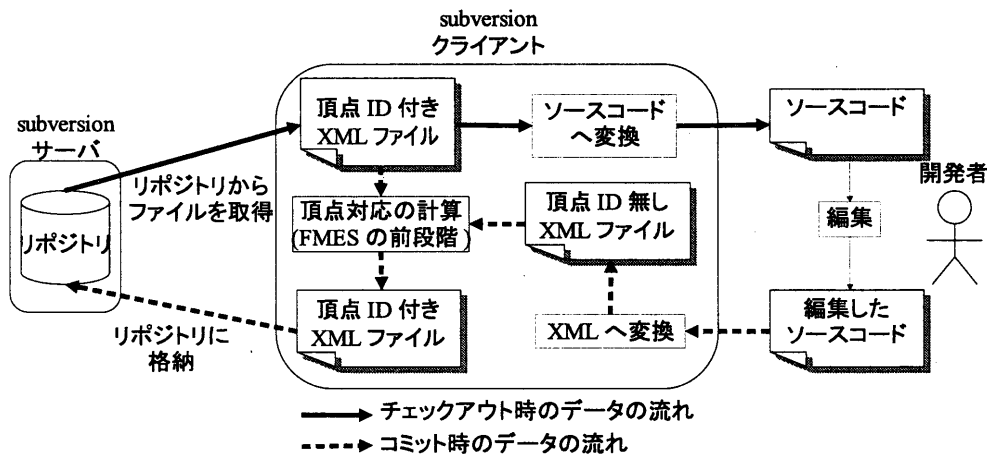 subversion
クライアント
subversion
サーバ
リポジトリ
リポジトリから
ファイルを取得
頂点 ID 付き
XML ファイル
ソースコード
へ変換
ソースコード
開発者
頂点対応の計算
(FMES の前段階)
頂点 ID 無し
XML ファイル
編集
リポジトリに
格納
頂点 ID 付き
XML ファイル
XML へ変換
編集した
ソースコード
チェックアウト時のデータの流れ
コミット時のデータの流れ